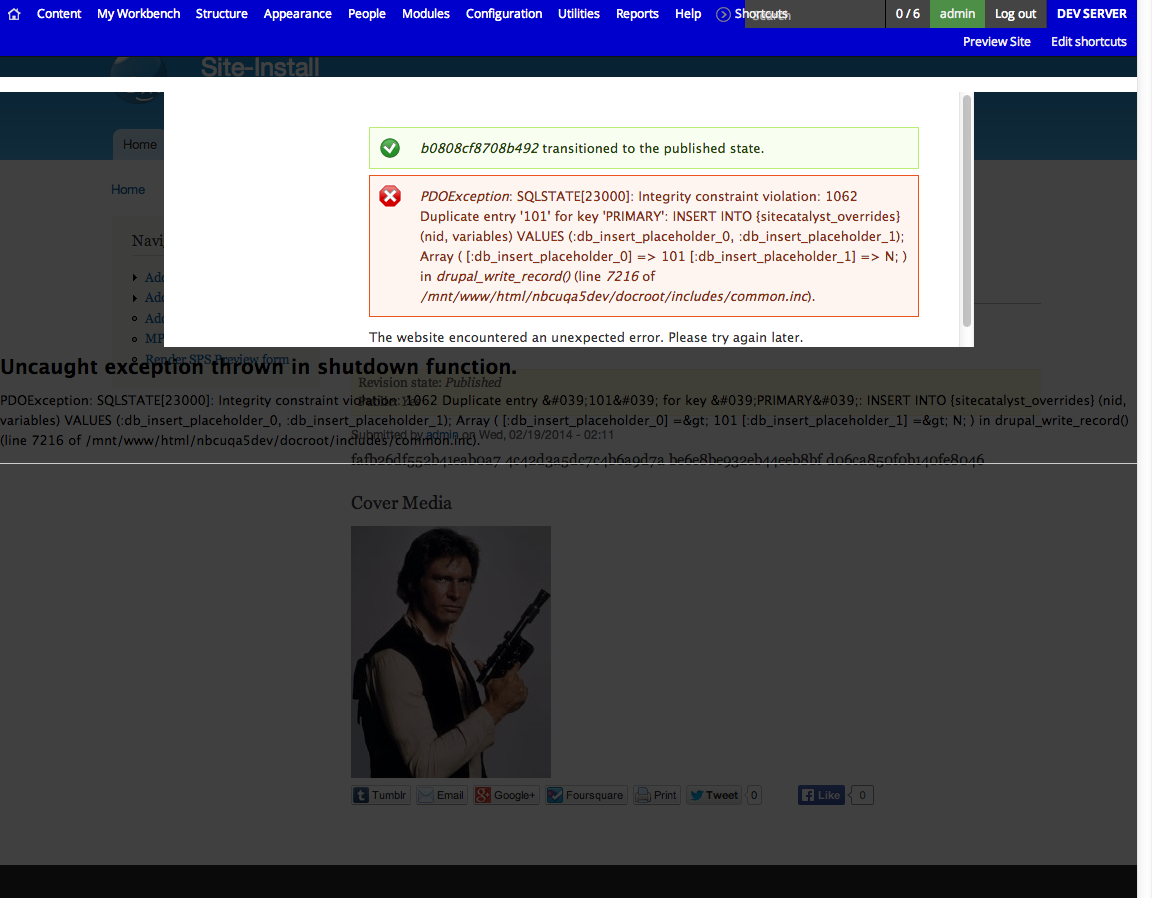 Content My Workbench Structure Appearance People Modules Configuration Utilities Reports Help Shortcuts Search 0 / 6 admin Log out DEV SERVER
Preview Site Edit shortcuts
Site-Install
Home
Home
b0808cf8708b492 transitioned to the published state.
PDOException: SQLSTATE[23000]: Integrity constraint violation: 1062
Duplicate entry '101' for key 'PRIMARY': INSERT INTO {sitecatalyst_overrides}
(nid, variables) VALUES (:db_insert_placeholder_0, :db_insert_placeholder_1);
Array ( [:db_insert_placeholder_0] => 101 [:db_insert_placeholder_1] => N; )
in drupal_write_record() (line 7216 of
/mnt/www/html/nbcuqa5dev/docroot/includes/common.inc).
The website encountered an unexpected error. Please try again later.
Navi
Add
Add
Add
MP
Render SPS Preview form
Uncaught exception thrown in shutdown function.
Revision state: Published
PDOException: SQLSTATE[23000]: Integrity constraint violation: 1062 Duplicate entry &#039;101&#039; for key &#039;PRIMARY&#039;: INSERT INTO {sitecatalyst_overrides} (nid,
variables) VALUES (:db_insert_placeholder_0, :db_insert_placeholder_1); Array ( [:db_insert_placeholder_0] =&gt; 101 [:db_insert_placeholder_1] =&gt; N; ) in drupal_write_record()
Submitted by admin on Wed, 02/19/2014 - 02:11
(line 7216 of /mnt/www/html/nbcuqa5dev/docroot/includes/common.inc).
fafb26df552b41eab0a7 4c42d3a5dc7c4b6a9d7a be6e8be932eb44eeb8bf d06ca850f0b140fe8046
Cover Media
Tumblr Email Google+ Foursquare Print Tweet 0 Like 0